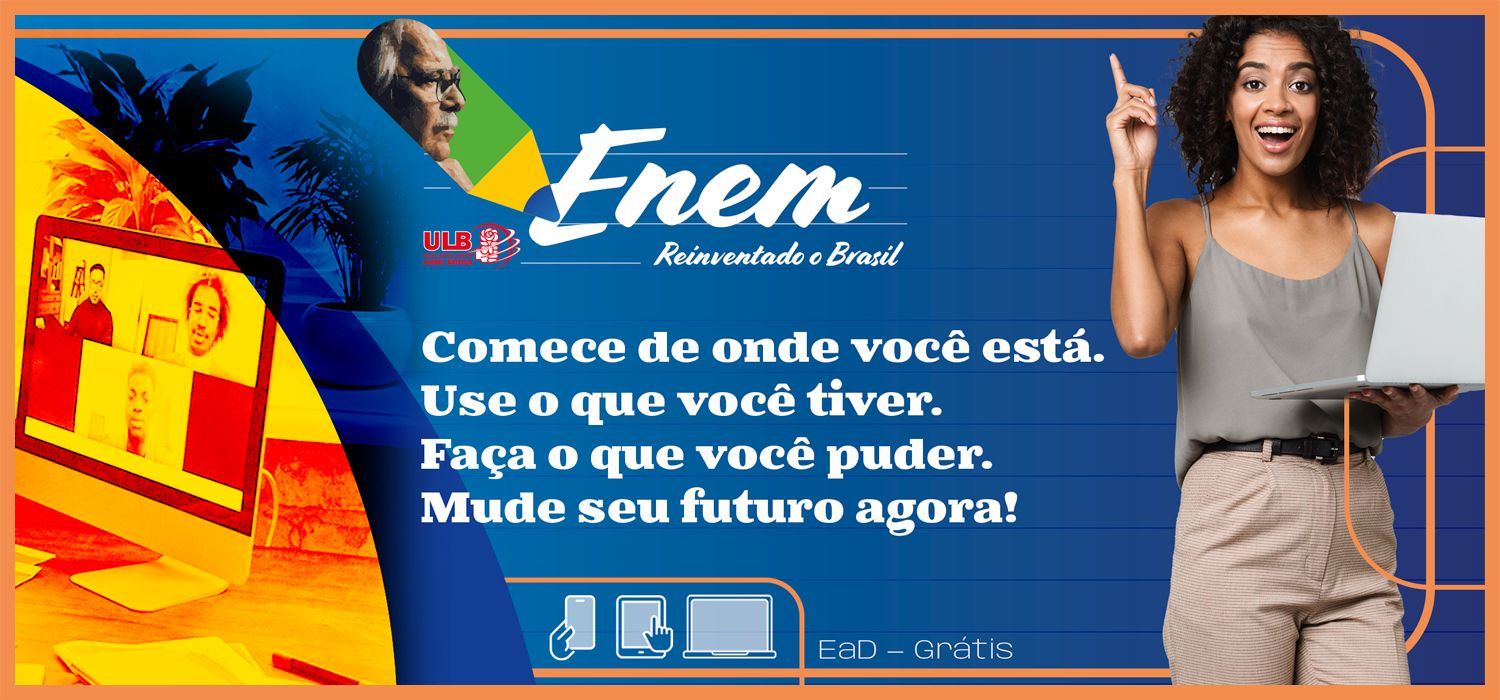 Enem
ULB
Reinventado o Brasil
Comece de onde você está.
Use o que você tiver.
Faça o que você puder.
Mude seu futuro agora!
EaD – Grátis